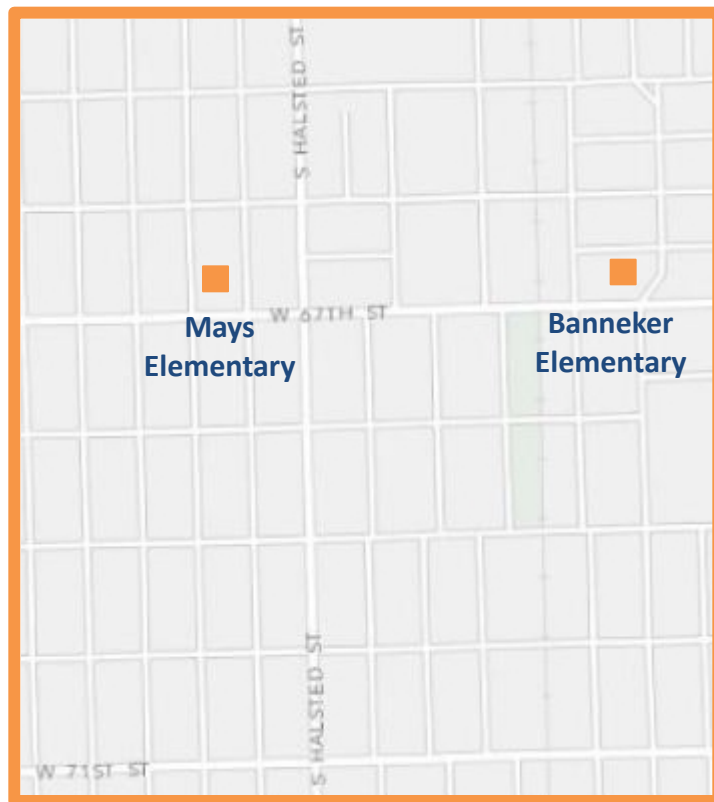 S HALSTED ST
W 67TH ST
Mays
Elementary
Banneker
Elementary
S HALSTED ST
W 71ST ST